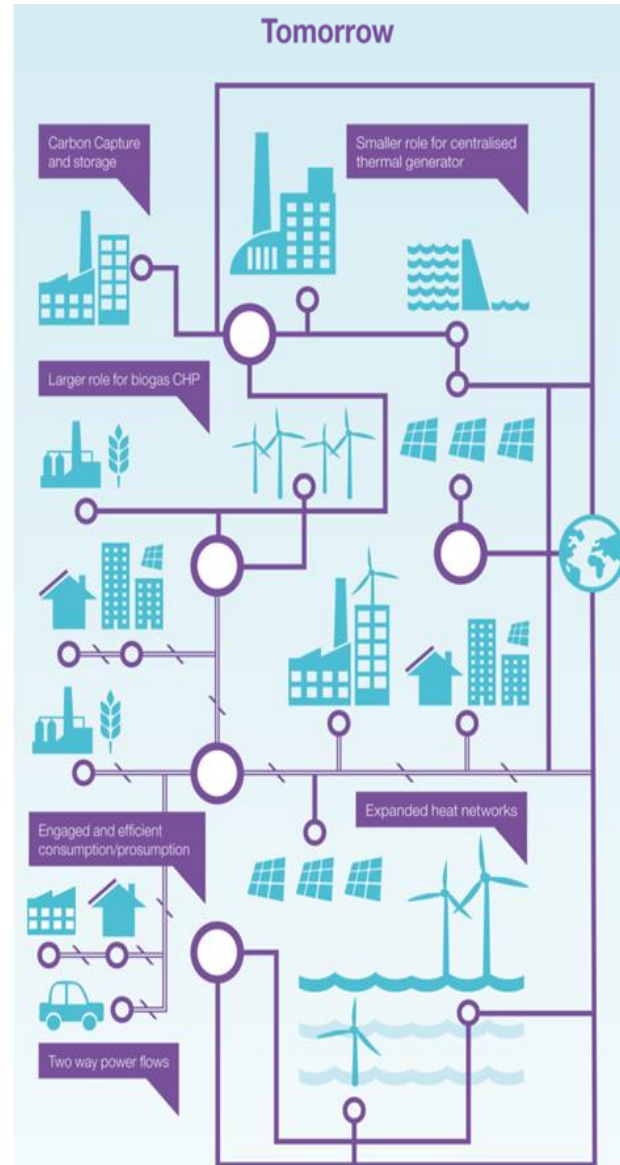 Tomorrow
Carbon Capture
and storage
Smaller role for centralised
thermal generator
Larger role for biogas CHP
Engaged and efficient
consumption/prosumption
Expanded heat networks
Two way power flows